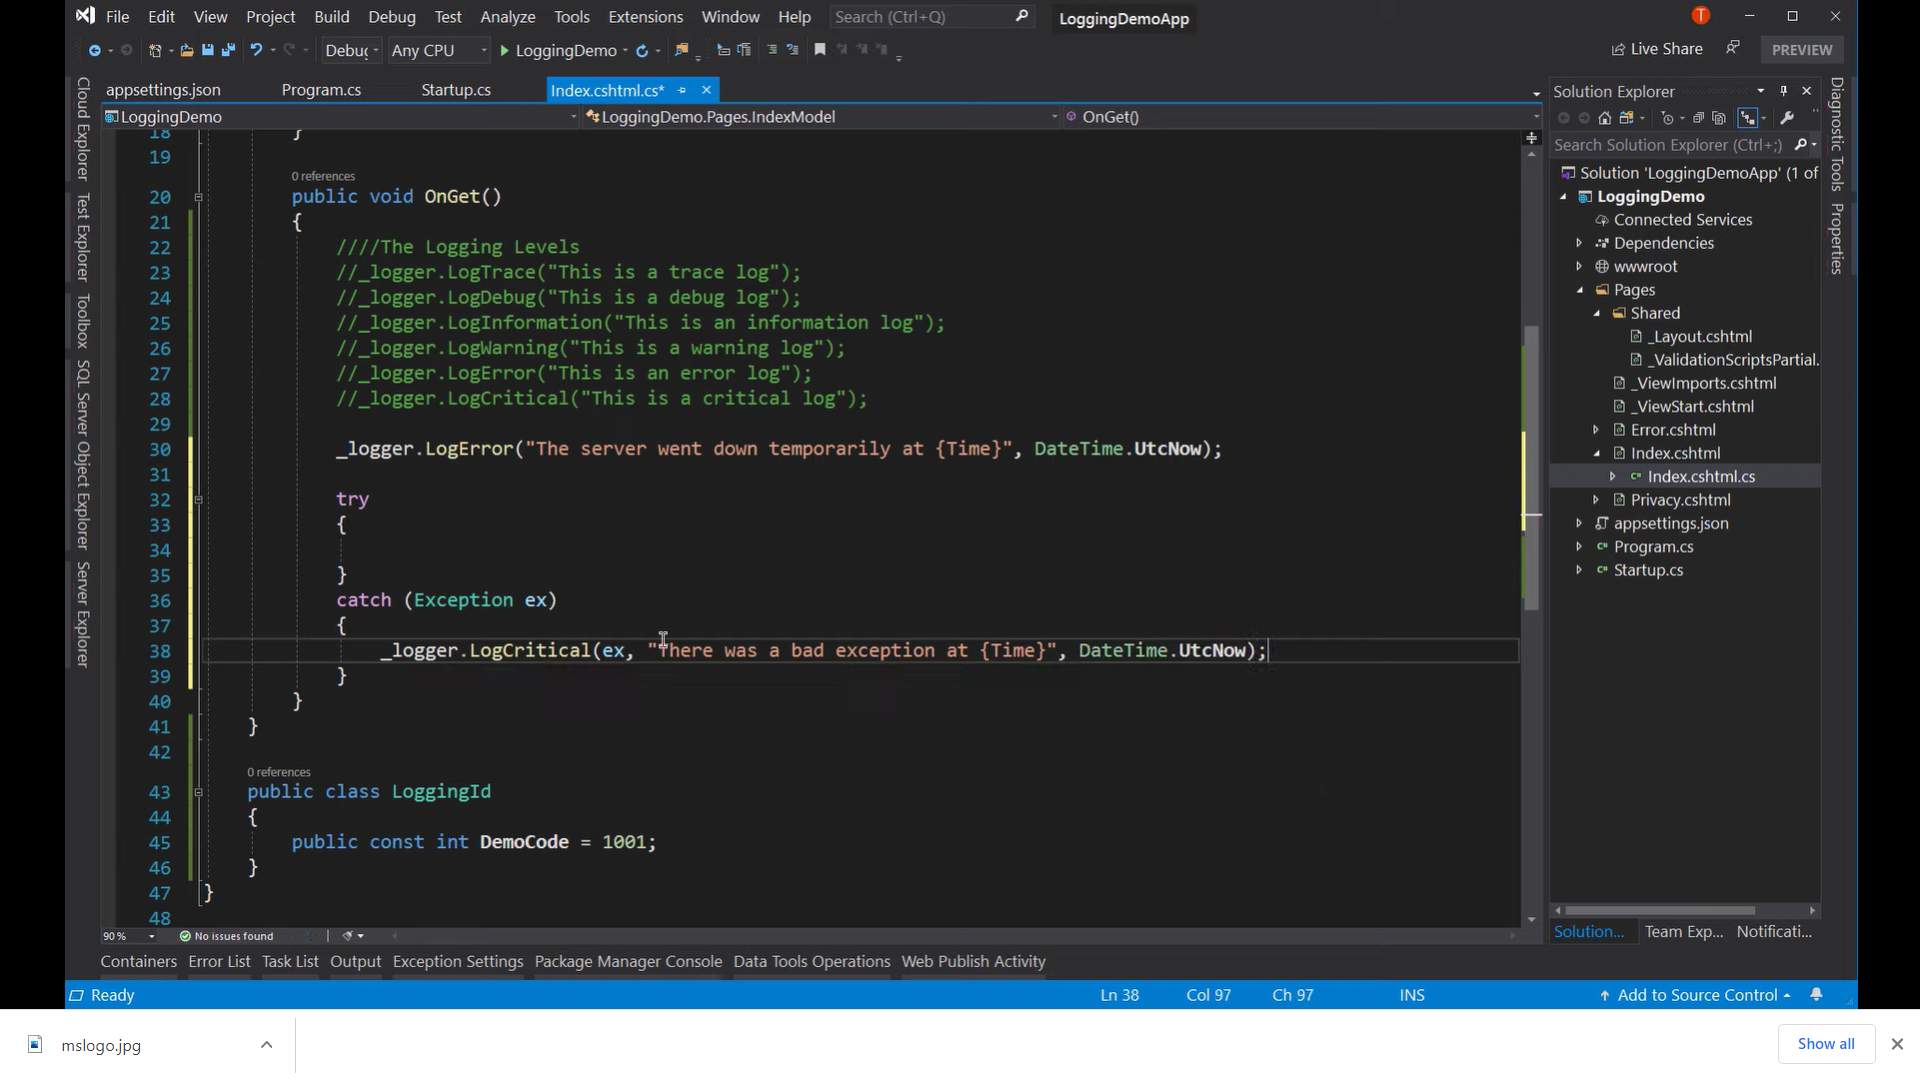 File Edit View Project Build Debug Test Analyze Tools Extensions Window Help Search (Ctrl+Q) LoggingDemoApp T
Debug Any CPU LoggingDemo Live Share PREVIEW
appsettings.json Program.cs Startup.cs Index.cshtml.cs*
LoggingDemo LoggingDemo.Pages.IndexModel OnGet()
18 }
19
0 references
20 public void OnGet()
21 {
22 ////The Logging Levels
23 //_logger.LogTrace("This is a trace log");
24 //_logger.LogDebug("This is a debug log");
25 //_logger.LogInformation("This is an information log");
26 //_logger.LogWarning("This is a warning log");
27 //_logger.LogError("This is an error log");
28 //_logger.LogCritical("This is a critical log");
29
30 _logger.LogError("The server went down temporarily at {Time}", DateTime.UtcNow);
31
32 try
33 {
34
35 }
36 catch (Exception ex)
37 {
38 _logger.LogCritical(ex, "There was a bad exception at {Time}", DateTime.UtcNow);
39 }
40 }
41 }
42
0 references
43 public class LoggingId
44 {
45 public const int DemoCode = 1001;
46 }
47 }
48
90 % No issues found
Cloud Explorer
Test Explorer
Toolbox
SQL Server Object Explorer
Server Explorer
Solution Explorer
Search Solution Explorer (Ctrl+;)
Solution 'LoggingDemoApp' (1 of
LoggingDemo
Connected Services
Dependencies
wwwroot
Pages
Shared
_Layout.cshtml
_ValidationScriptsPartial.
_ViewImports.cshtml
_ViewStart.cshtml
Error.cshtml
Index.cshtml
Index.cshtml.cs
Privacy.cshtml
appsettings.json
Program.cs
Startup.cs
Solution... Team Exp... Notificati...
Diagnostic Tools
Properties
Containers Error List Task List Output Exception Settings Package Manager Console Data Tools Operations Web Publish Activity
Ready Ln 38 Col 97 Ch 97 INS Add to Source Control
mslogo.jpg Show all